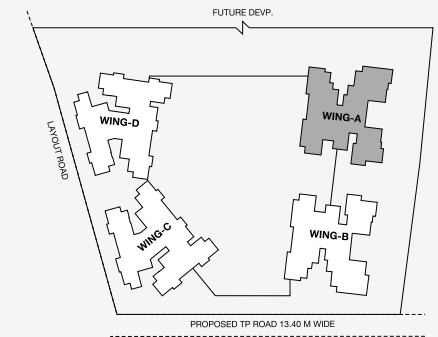 FUTURE DEVP.
WING-A
WING-D
LAYOUT ROAD
WING-C
WING-B
PROPOSED TP ROAD 13.40 M WIDE